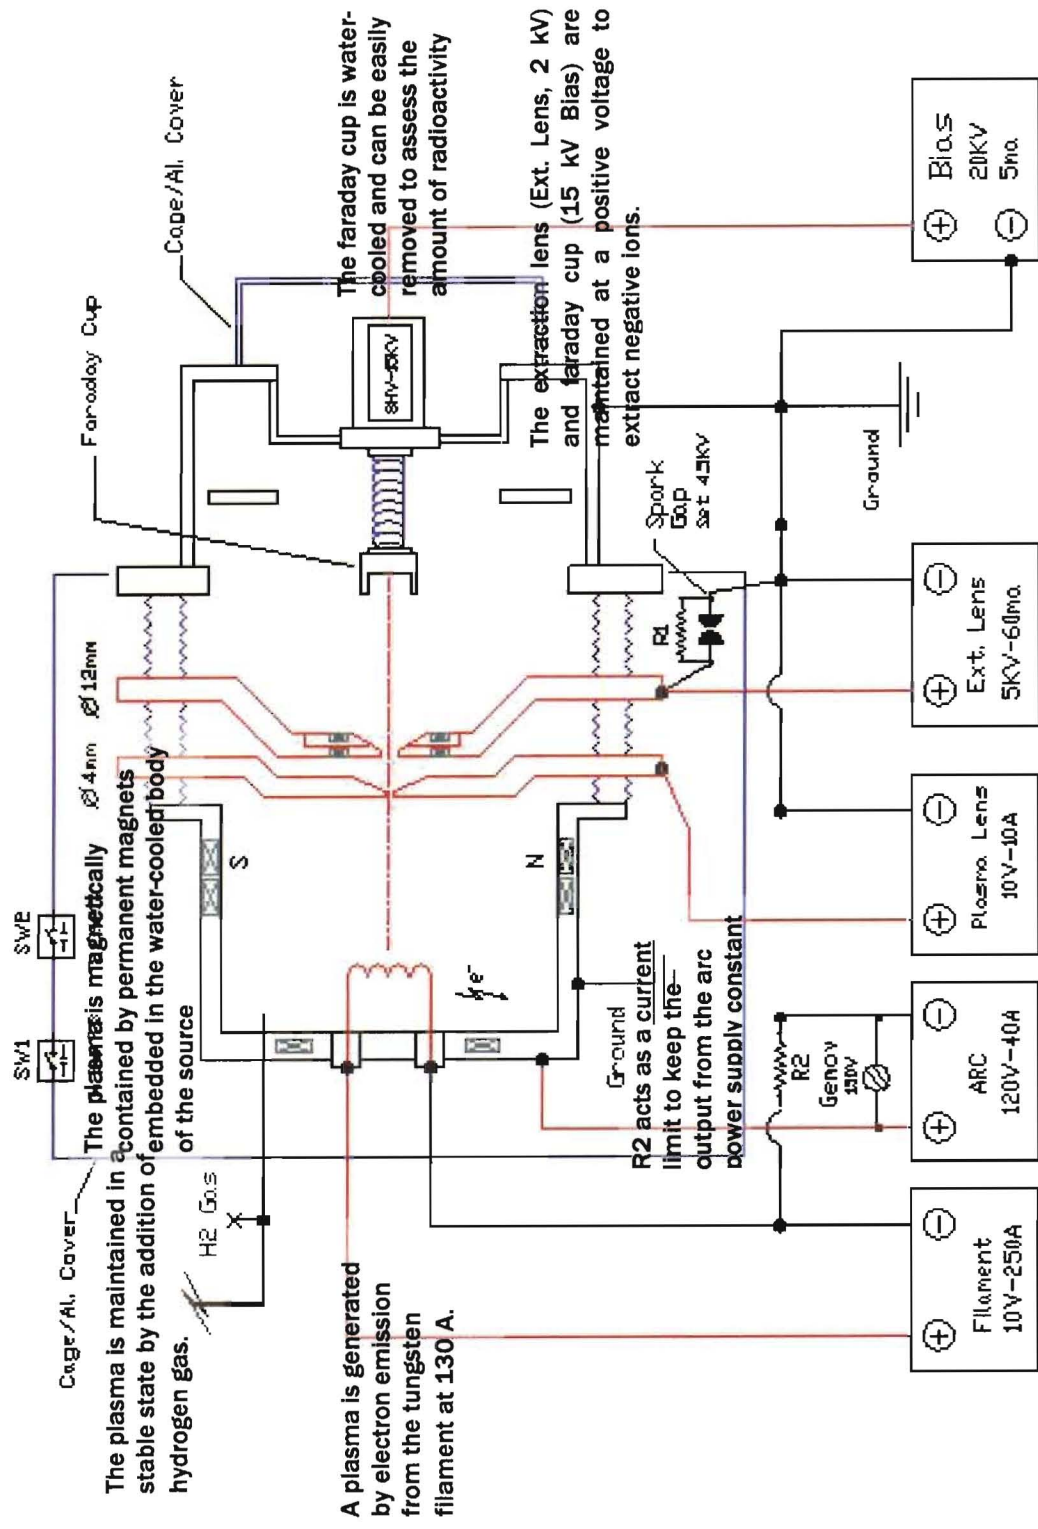 Cage/Al. Cover
SW1
The plasma is magnetically
contained by permanent magnets
embedded in the water-cooled body
of the source
The plasma is maintained in a
stable state by the addition of
hydrogen gas.
H2 Gas
A plasma is generated
by electron emission
from the tungsten
filament at 130 A.
S
N
e-
Ø 4mm
Ø 12mm
Faraday Cup
Cage/Al. Cover
The faraday cup is water-
cooled and can be easily
removed to assess the
amount of radioactivity
The extraction lens (Ext. Lens, 2 kV)
and faraday cup (15 kV Bias) are
maintained at a positive voltage to
extract negative ions.
Spark
Gap
R1
Ground
R2 acts as a current
limit to keep the
output from the arc
power supply constant
R2
Ground
Filament
10V-250A
ARC
120V-40A
Plasma Lens
10V-10A
Ext. Lens
5KV-60ma
Bias
20KV
5ma